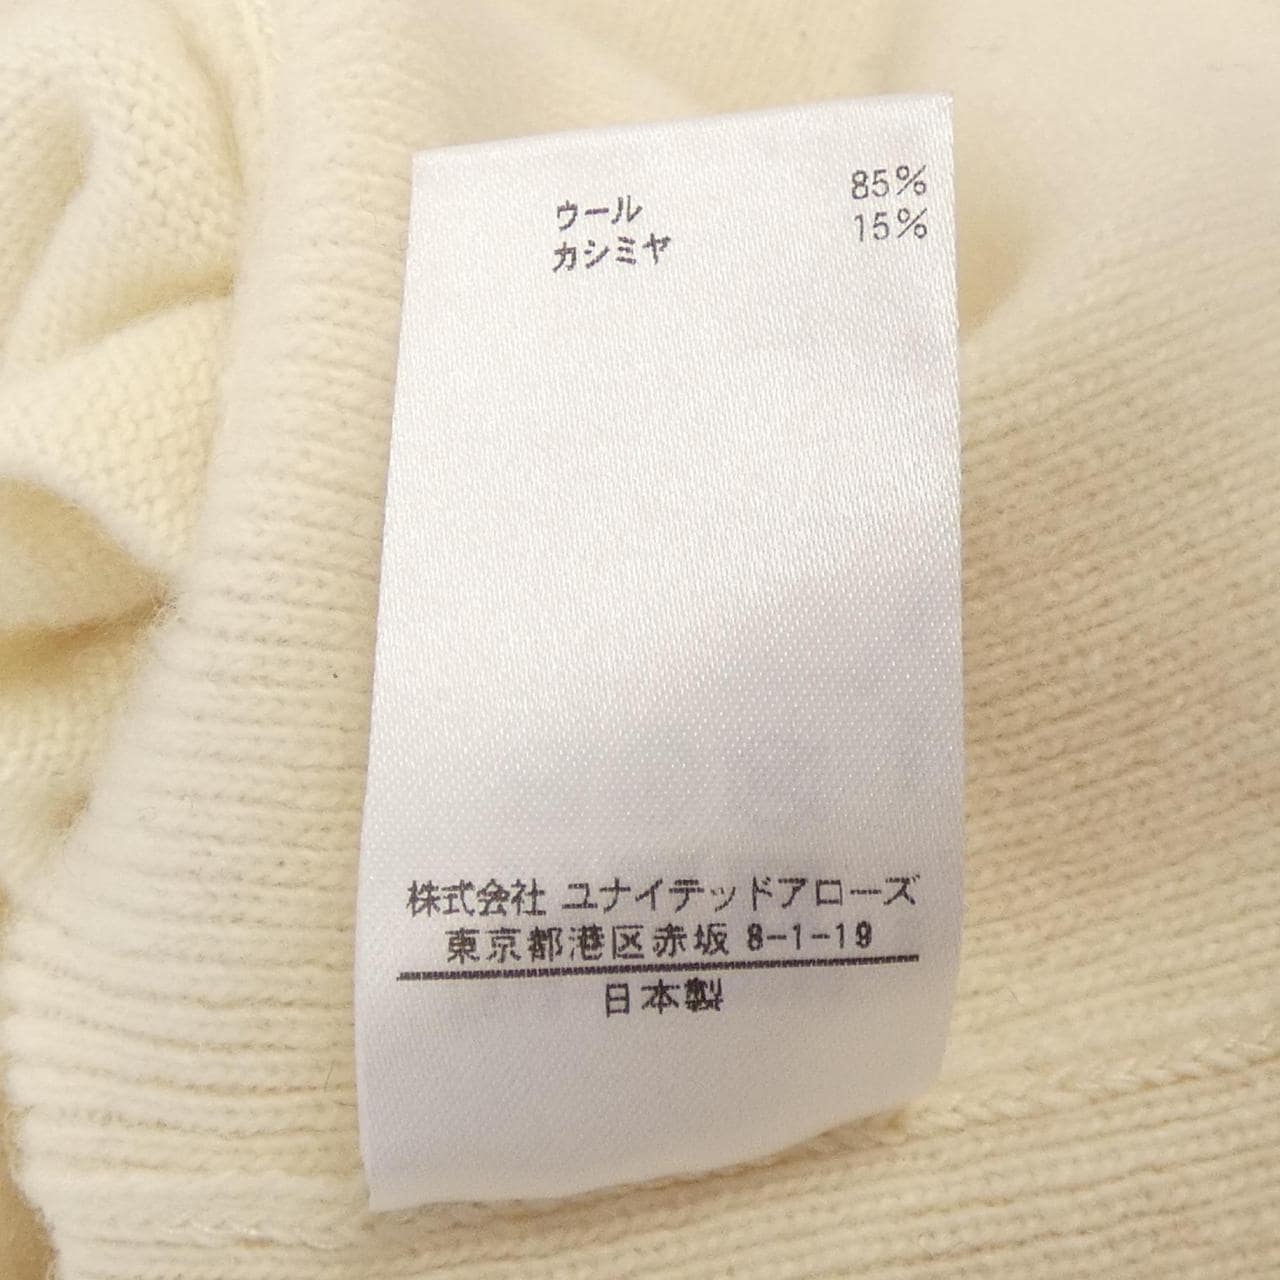 ウール 85%
カシミヤ 15%
株式会社 ユナイテッドアローズ
東京都港区赤坂 8-1-19
日本製